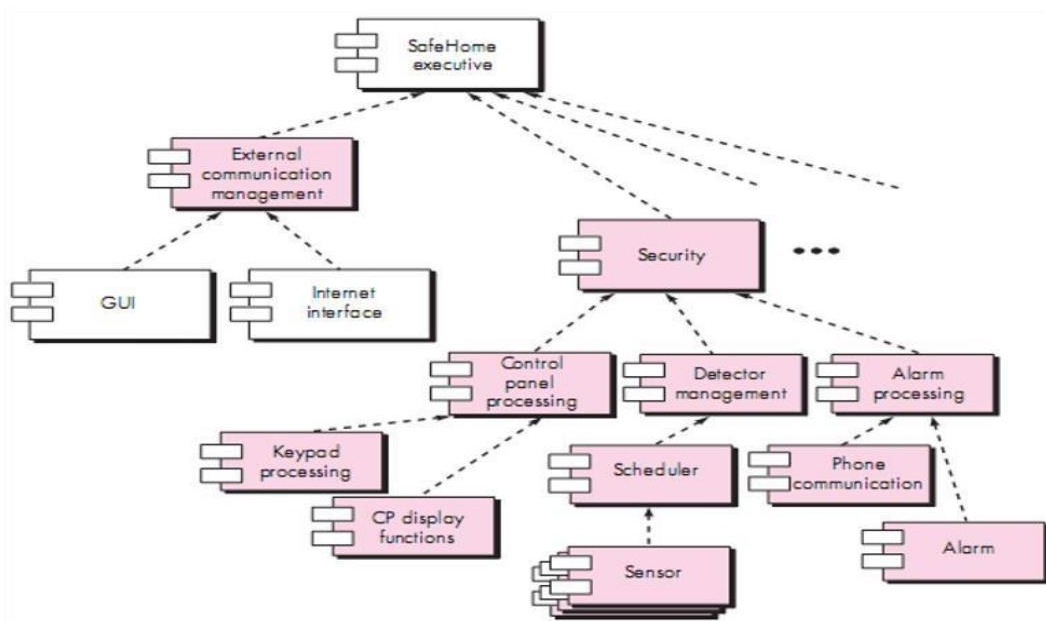 SafeHome
executive
External
communication
management
Security
GUI
Internet
interface
Control
panel
processing
Detector
management
Alarm
processing
Keypad
processing
Scheduler
Phone
communication
CP display
functions
Alarm
Sensor